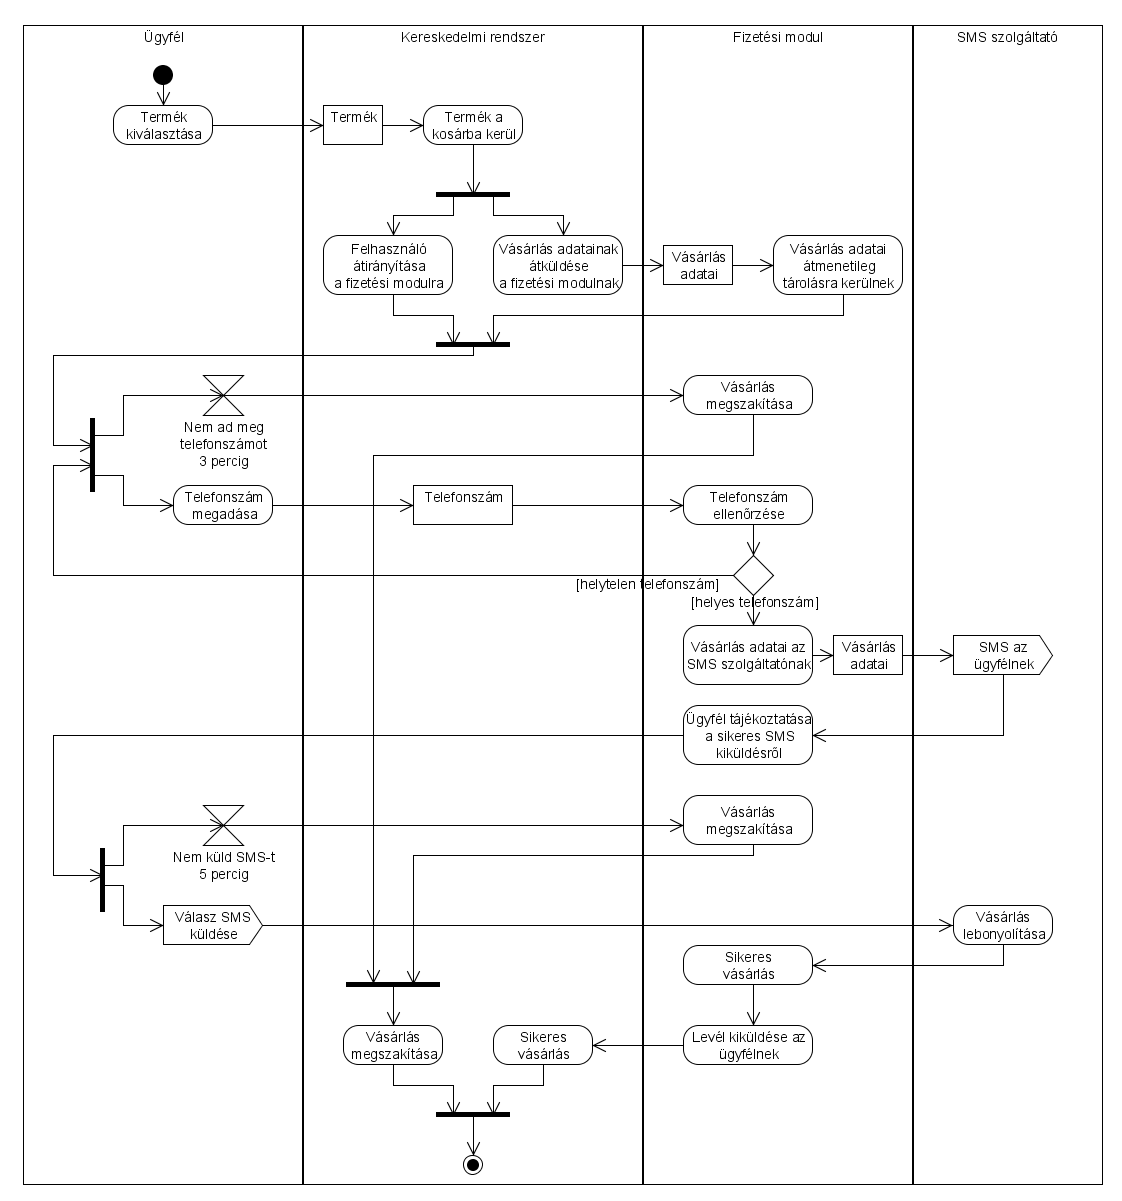 Ügyfél
Kereskedelmi rendszer
Fizetési modul
SMS szolgáltató
Termék
kiválasztása
Termék
Termék a
kosárba kerül
Felhasználó
átirányítása
a fizetési modulra
Vásárlás adatainak
átküldése
a fizetési modulnak
Vásárlás
adatai
Vásárlás adatai
átmenetileg
tárolásra kerülnek
Nem ad meg
telefonszámot
3 percig
Vásárlás
megszakítása
Telefonszám
megadása
Telefonszám
Telefonszám
ellenőrzése
[helytelen telefonszám]
[helyes telefonszám]
Vásárlás adatai az
SMS szolgáltatónak
Vásárlás
adatai
SMS az
ügyfélnek
Ügyfél tájékoztatása
a sikeres SMS
kiküldésről
Nem küld SMS-t
5 percig
Vásárlás
megszakítása
Válasz SMS
küldése
Vásárlás
lebonyolítása
Sikeres
vásárlás
Vásárlás
megszakítása
Sikeres
vásárlás
Levél kiküldése az
ügyfélnek